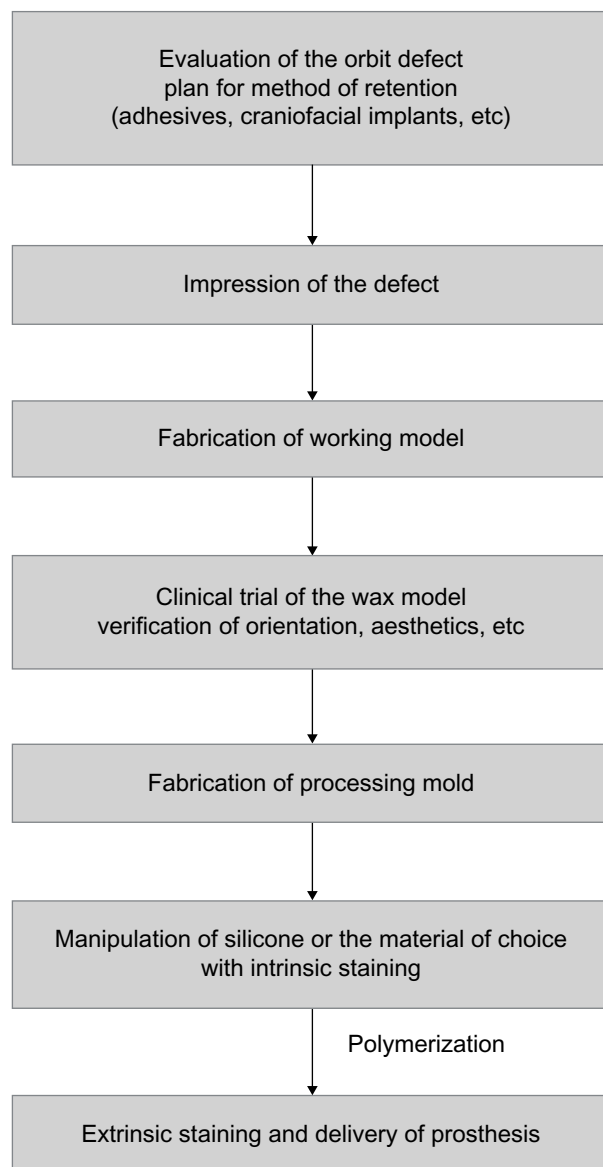 Evaluation of the orbit defect
plan for method of retention
(adhesives, craniofacial implants, etc)
Impression of the defect
Fabrication of working model
Clinical trial of the wax model
verification of orientation, aesthetics, etc
Fabrication of processing mold
Manipulation of silicone or the material of choice
with intrinsic staining
Polymerization
Extrinsic staining and delivery of prosthesis